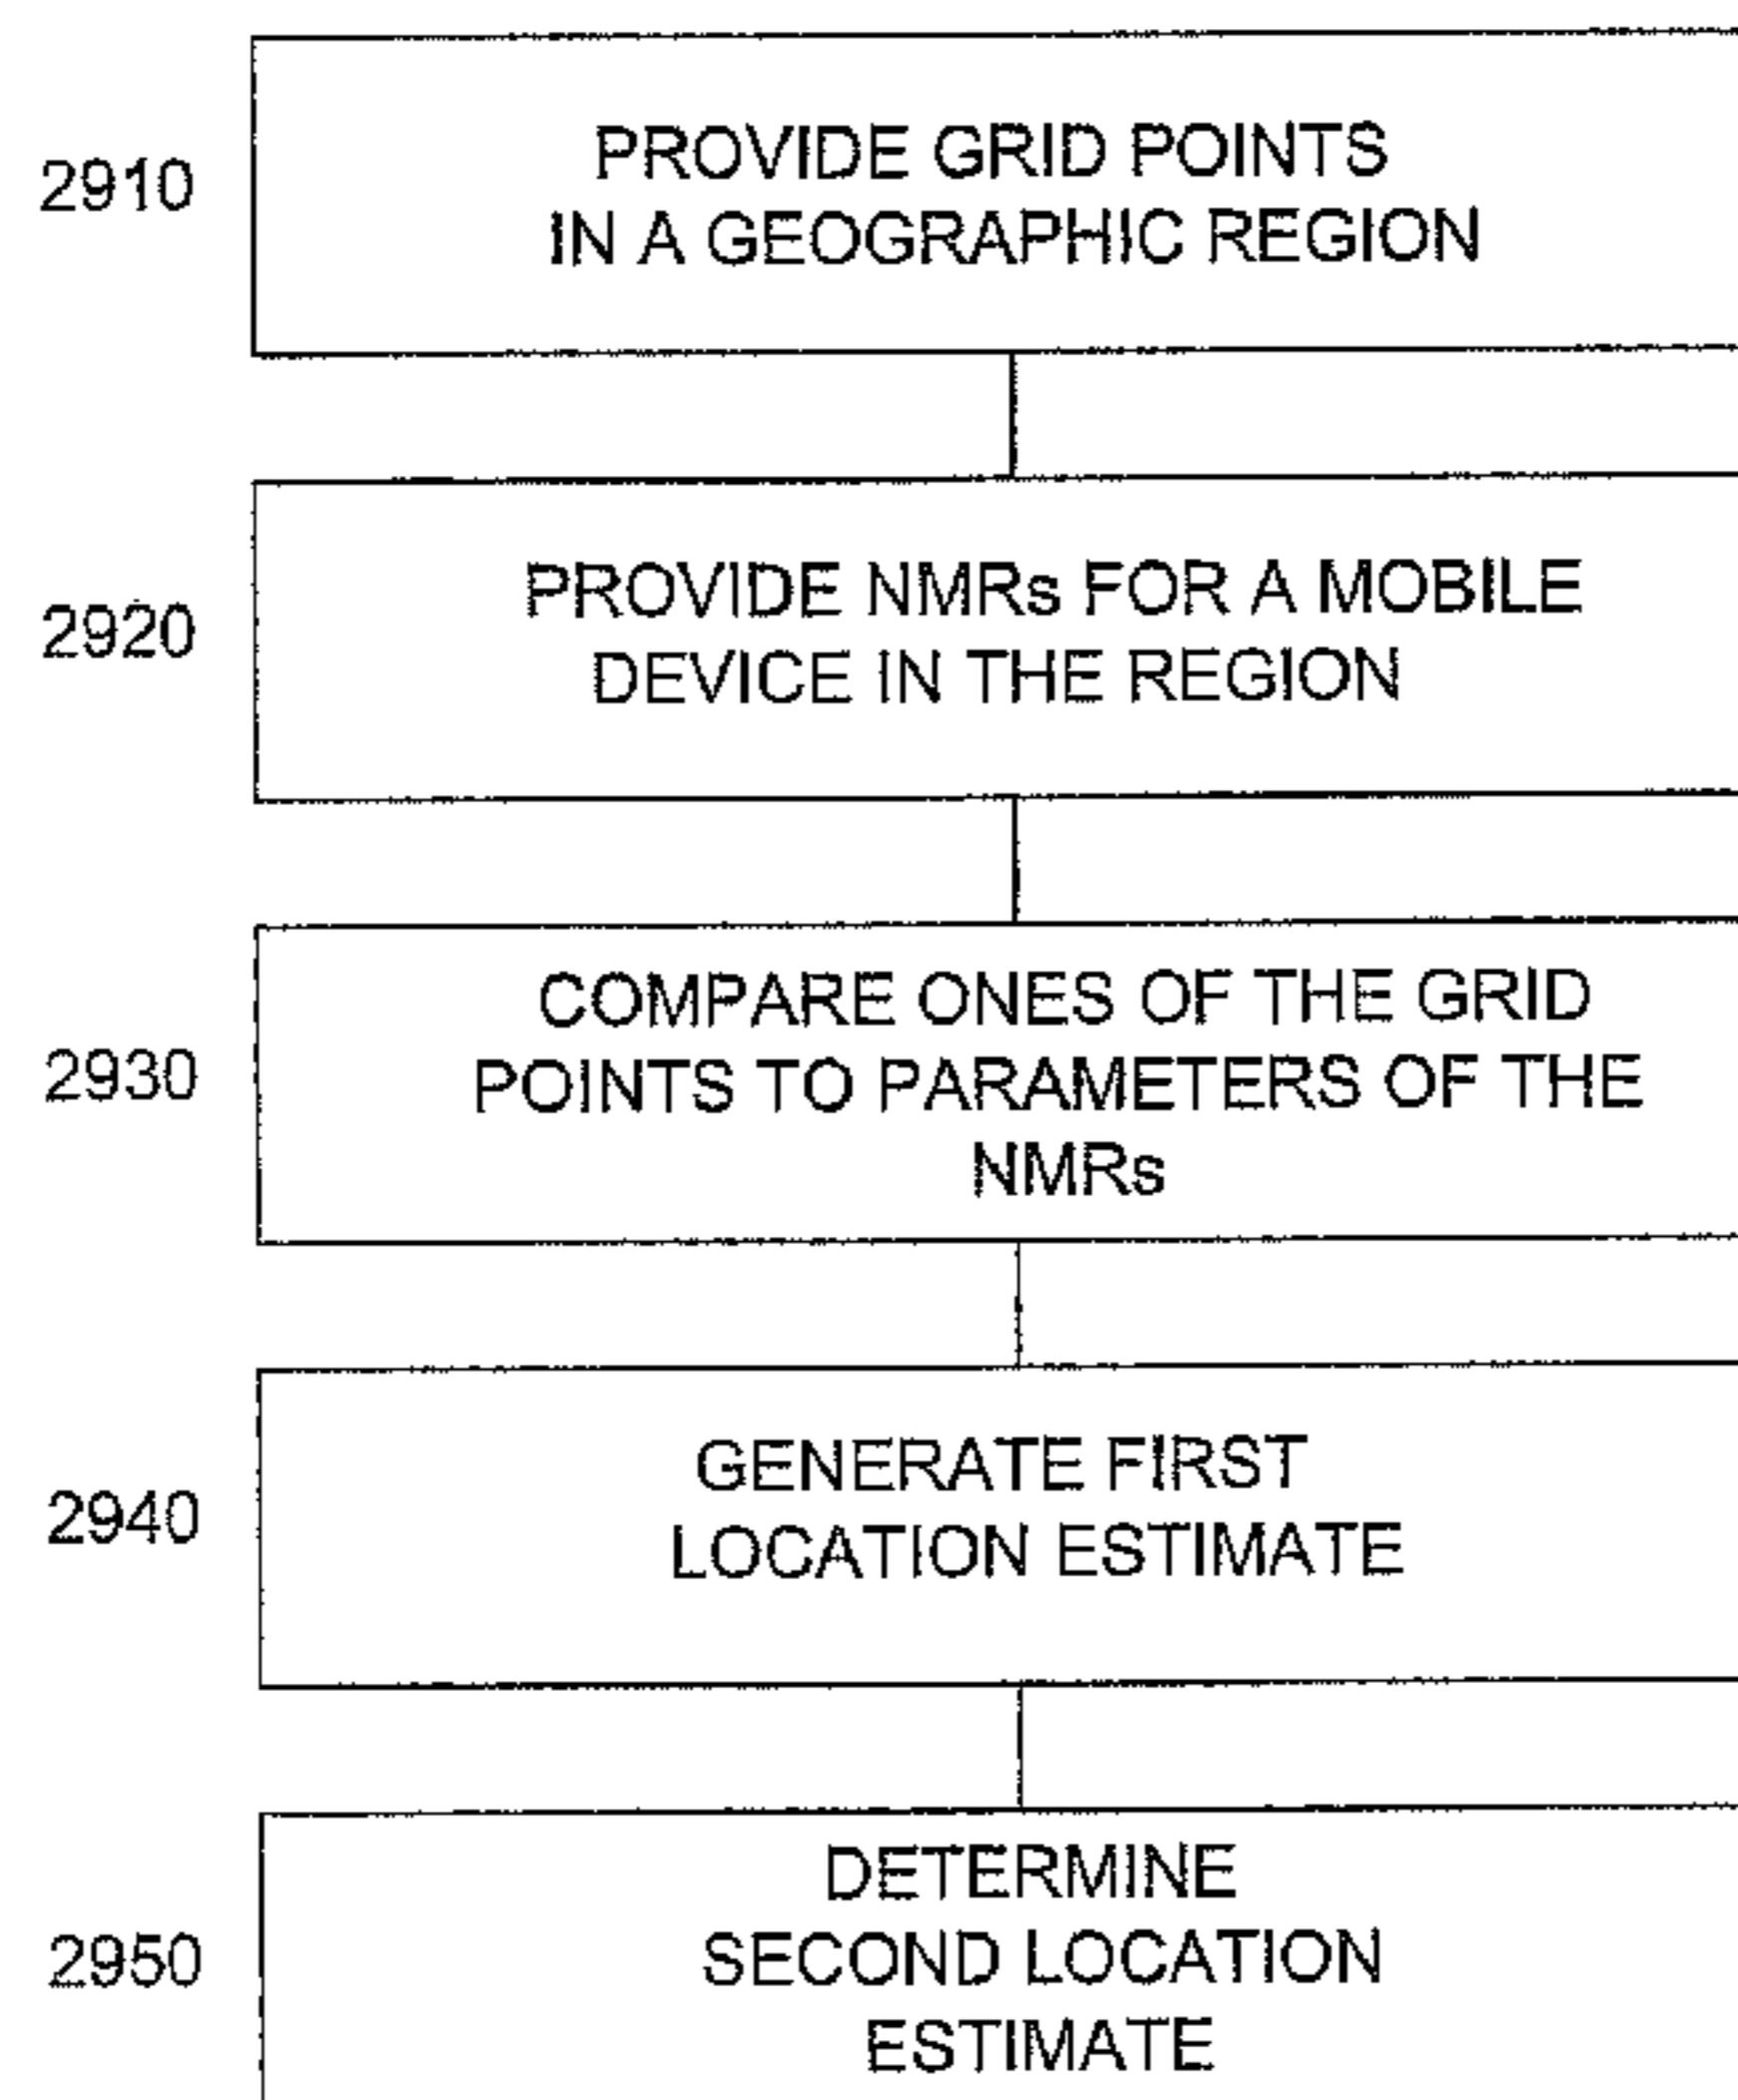 2910
PROVIDE GRID POINTS
IN A GEOGRAPHIC REGION
2920
PROVIDE NMRs FOR A MOBILE
DEVICE IN THE REGION
2930
COMPARE ONES OF THE GRID
POINTS TO PARAMETERS OF THE
NMRs
2940
GENERATE FIRST
LOCATION ESTIMATE
2950
DETERMINE
SECOND LOCATION
ESTIMATE